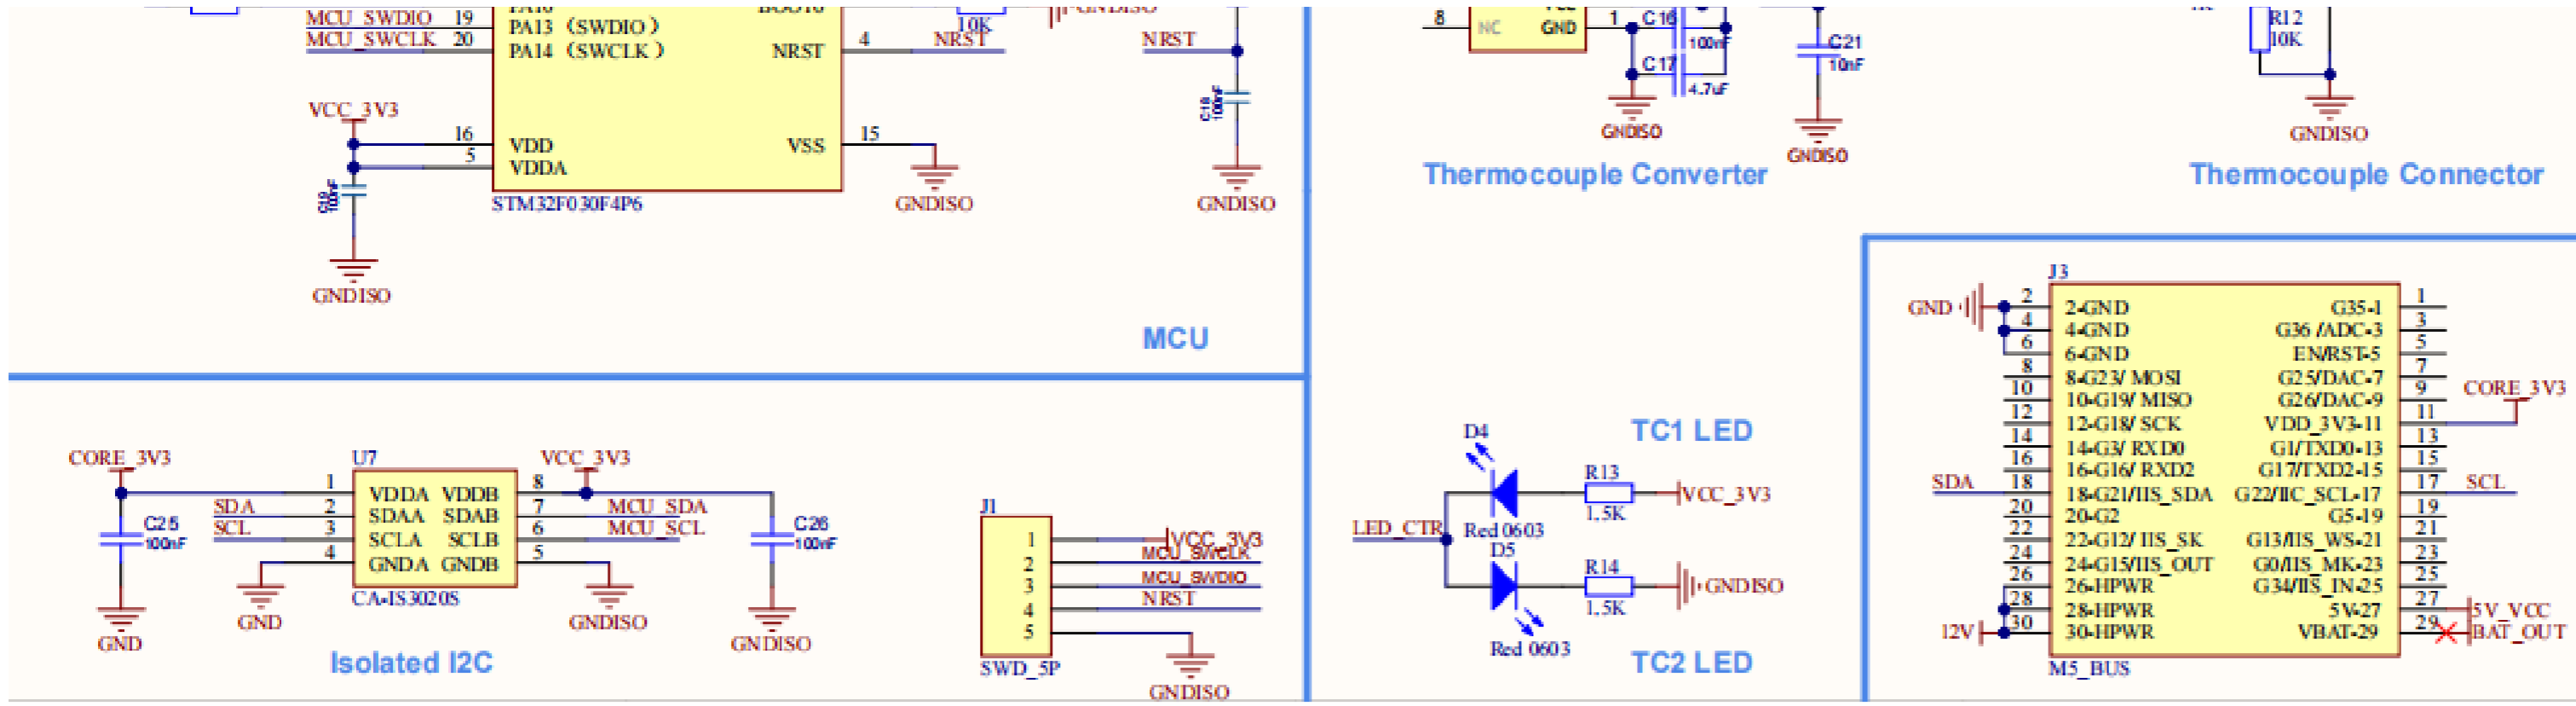 MCU_SWDIO 19 PA13 (SWDIO)
MCU_SWCLK 20 PA14 (SWCLK)
10K
GNDISO
NRST 4 NRST
NRST
100nF
VCC_3V3
16 VDD
5 VDDA
VSS 15
100nF
STM32F030F4P6
GNDISO
GNDISO
GNDISO
MCU
8 NC
GND 1
C16
100nF
C17
4.7uF
GNDISO
C21
10nF
GNDISO
Thermocouple Converter
R12
10K
GNDISO
Thermocouple Connector
CORE_3V3
U7
VCC_3V3
1 VDDA VDDB 8
SDA 2 SDAA SDAB 7 MCU_SDA
SCL 3 SCLA SCLB 6 MCU_SCL
4 GNDA GNDB 5
CA-IS3020S
C25
100nF
C26
100nF
GND
GND
GNDISO
GNDISO
Isolated I2C
J1
1 VCC_3V3
2 MCU_SWCLK
3 MCU_SWDIO
4 NRST
5
SWD_5P
GNDISO
TC1 LED
D4
R13
VCC_3V3
1.5K
Red 0603
LED_CTR
D5
R14
GNDISO
1.5K
Red 0603
TC2 LED
J3
GND 2 2-GND G35-1 1
4 4-GND G36 /ADC-3 3
6 6-GND EN/RST-5 5
8 8-G23/ MOSI G25/DAC-7 7
10 10-G19/ MISO G26/DAC-9 9 CORE_3V3
12 12-G18/ SCK VDD_3V3-11 11
14 14-G3/ RXD0 G1/TXD0-13 13
16 16-G16/ RXD2 G17/TXD2-15 15
SDA 18 18-G21/IIS_SDA G22/IIC_SCL-17 17 SCL
20 20-G2 G5-19 19
22 22-G12/ IIS_SK G13/IIS_WS-21 21
24 24-G15/IIS_OUT G0/IIS_MK-23 23
26 26-HPWR G34/IIS_IN-25 25
28 28-HPWR 5V-27 27 5V_VCC
12V 30 30-HPWR VBAT-29 29 BAT_OUT
M5_BUS